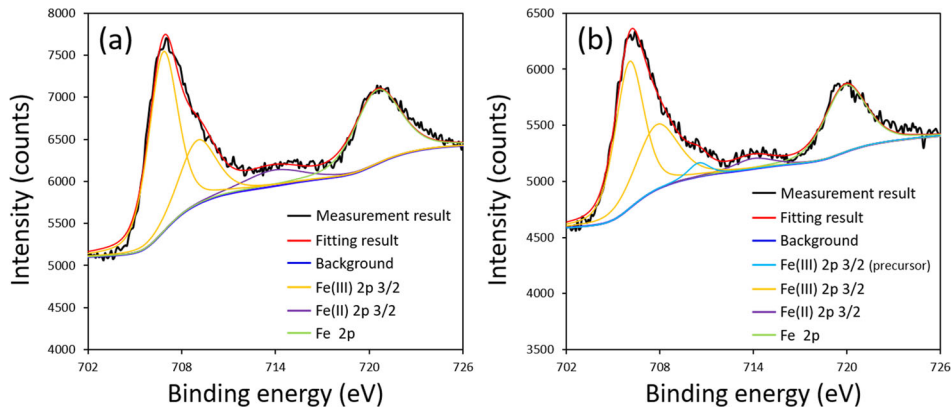 (a)
Intensity (counts)
8000
7500
7000
6500
6000
5500
5000
4500
4000
702
708
714
720
726
Binding energy (eV)
Measurement result
Fitting result
Background
Fe(III) 2p 3/2
Fe(II) 2p 3/2
Fe 2p
(b)
Intensity (counts)
6500
6000
5500
5000
4500
4000
3500
702
708
714
720
726
Binding energy (eV)
Measurement result
Fitting result
Background
Fe(III) 2p 3/2 (precursor)
Fe(III) 2p 3/2
Fe(II) 2p 3/2
Fe 2p